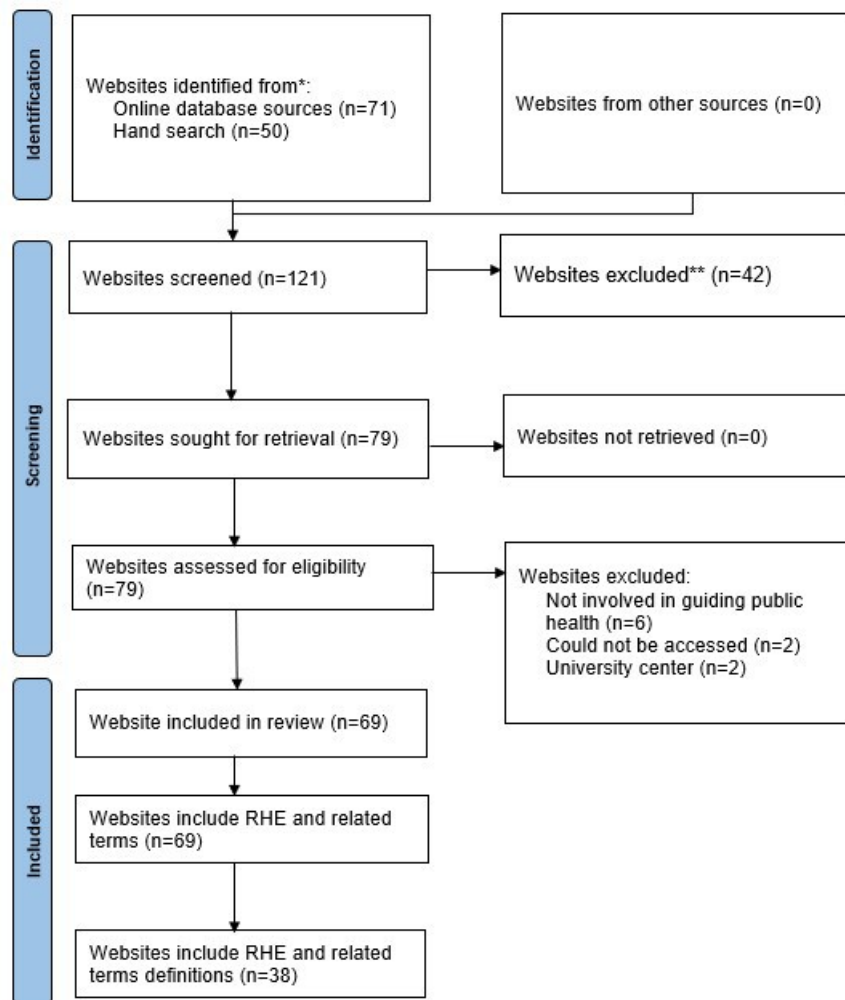 Identification
Websites identified from*:
Online database sources (n=71)
Hand search (n=50)
Websites from other sources (n=0)
Screening
Websites screened (n=121)
Websites excluded** (n=42)
Websites sought for retrieval (n=79)
Websites not retrieved (n=0)
Websites assessed for eligibility
(n=79)
Websites excluded:
Not involved in guiding public
health (n=6)
Could not be accessed (n=2)
University center (n=2)
Included
Website included in review (n=69)
Websites include RHE and related
terms (n=69)
Websites include RHE and related
terms definitions (n=38)